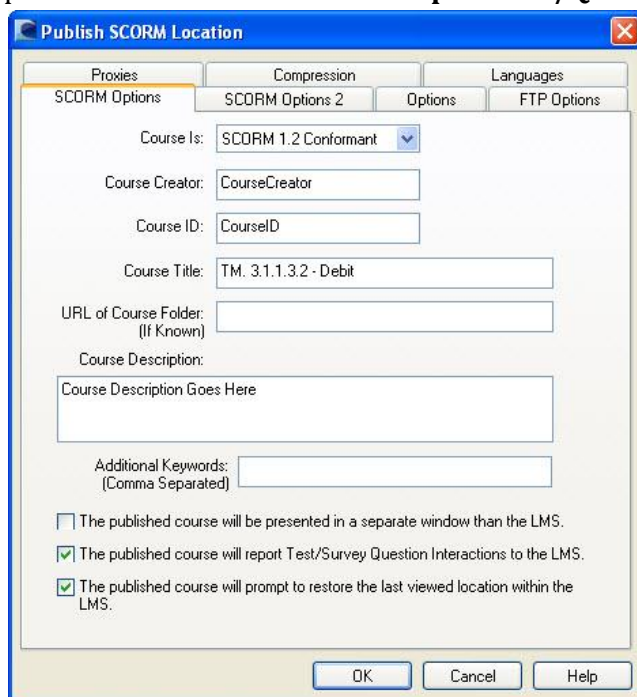 Publish SCORM Location
Proxies Compression Languages
SCORM Options SCORM Options 2 Options FTP Options
Course Is: SCORM 1.2 Conformant
Course Creator: CourseCreator
Course ID: CourseID
Course Title: TM. 3.1.1.3.2 - Debit
URL of Course Folder:
(If Known)
Course Description:
Course Description Goes Here
Additional Keywords:
(Comma Separated)
The published course will be presented in a separate window than the LMS.
The published course will report Test/Survey Question Interactions to the LMS.
The published course will prompt to restore the last viewed location within the
LMS.
OK Cancel Help